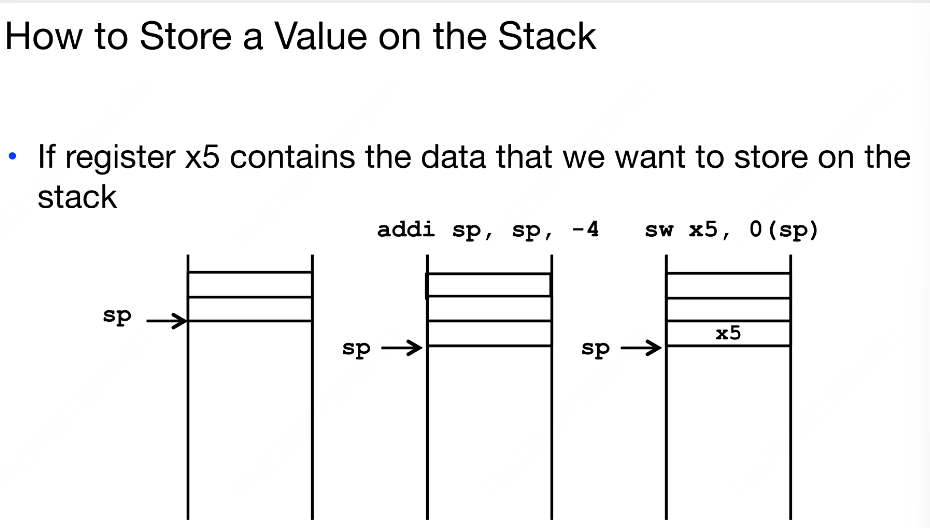 How to Store a Value on the Stack
• If register x5 contains the data that we want to store on the
stack
addi sp, sp, -4 sw x5, 0(sp)
sp
sp
sp
x5